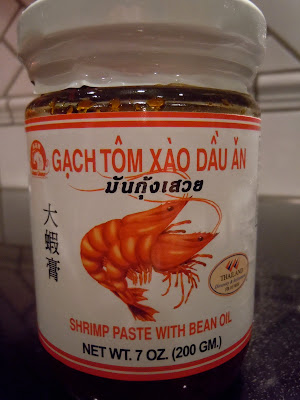 GẠCH TÔM XÀO DẦU ĂN
มันกุ้งเสวย
大蝦膏
THAILAND
SHRIMP PASTE WITH BEAN OIL
NET WT. 7 OZ. (200 GM.)